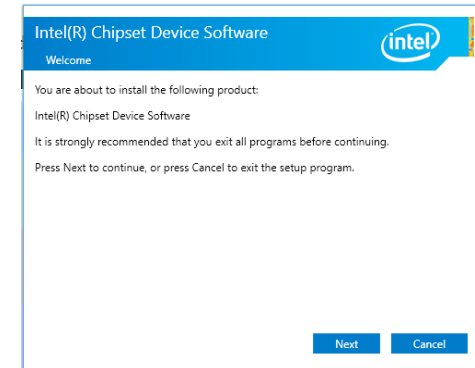 Intel(R) Chipset Device Software
intel
Welcome
You are about to install the following product:
Intel(R) Chipset Device Software
It is strongly recommended that you exit all programs before continuing.
Press Next to continue, or press Cancel to exit the setup program.
Next Cancel